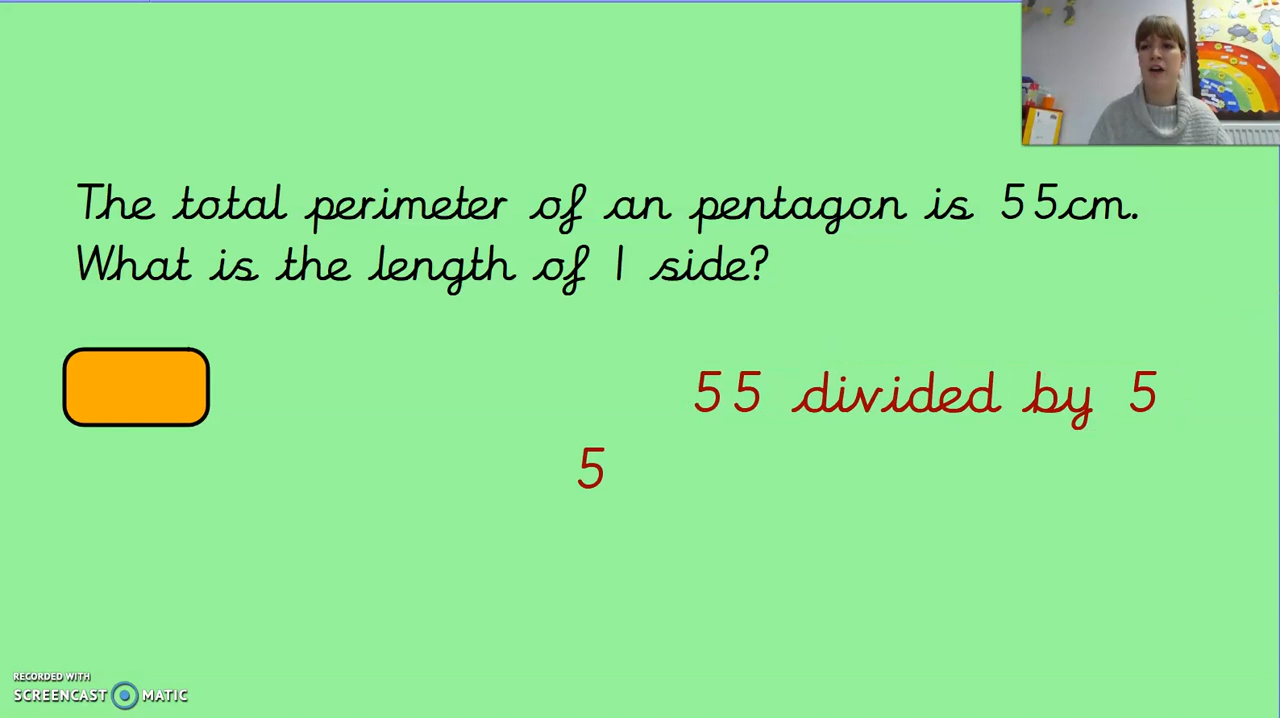 The total perimeter of an pentagon is 55cm.
What is the length of 1 side?
55 divided by 5
5
RECORDED WITH
SCREENCAST MATIC